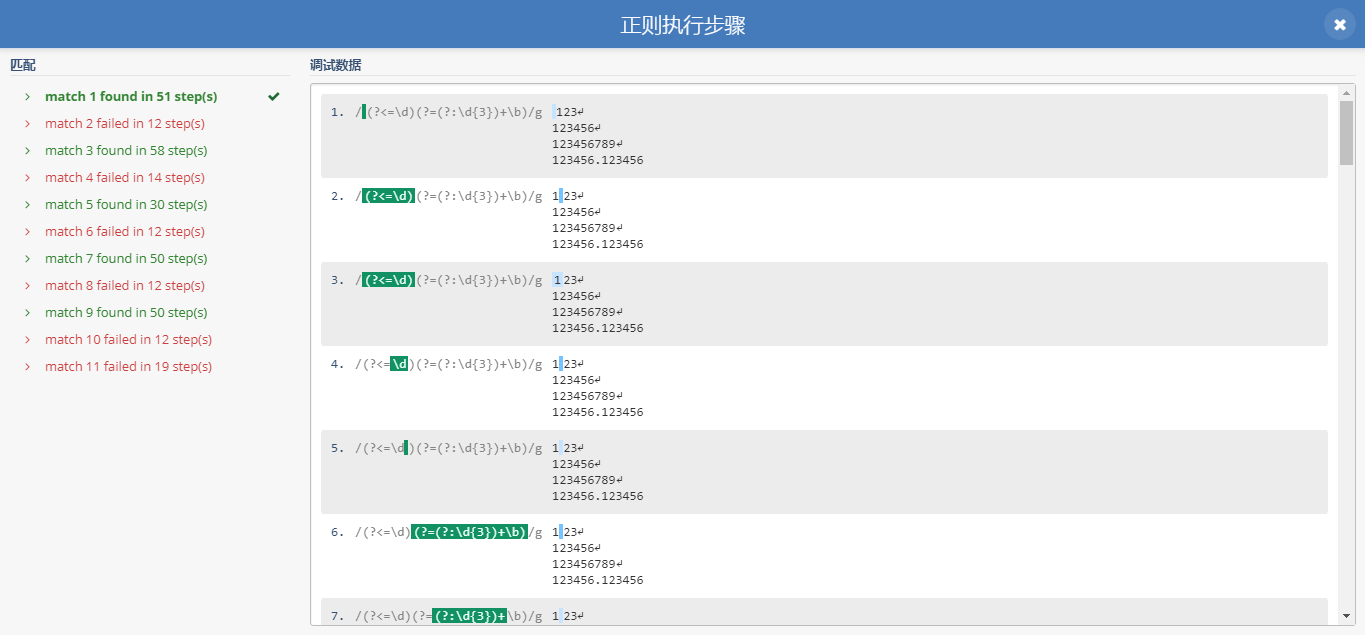 正则执行步骤
匹配
match 1 found in 51 step(s)
match 2 failed in 12 step(s)
match 3 found in 58 step(s)
match 4 failed in 14 step(s)
match 5 found in 30 step(s)
match 6 failed in 12 step(s)
match 7 found in 50 step(s)
match 8 failed in 12 step(s)
match 9 found in 50 step(s)
match 10 failed in 12 step(s)
match 11 failed in 19 step(s)
调试数据
1. /(?<=\d)(?=(?:\d{3})+\b)/g 123↵
123456↵
123456789↵
123456.123456
2. /(?<=\d)(?=(?:\d{3})+\b)/g 123↵
123456↵
123456789↵
123456.123456
3. /(?<=\d)(?=(?:\d{3})+\b)/g 123↵
123456↵
123456789↵
123456.123456
4. /(?<=\d)(?=(?:\d{3})+\b)/g 123↵
123456↵
123456789↵
123456.123456
5. /(?<=\d)(?=(?:\d{3})+\b)/g 123↵
123456↵
123456789↵
123456.123456
6. /(?<=\d)(?=(?:\d{3})+\b)/g 123↵
123456↵
123456789↵
123456.123456
7. /(?<=\d)(?=(?:\d{3})+\b)/g 123↵